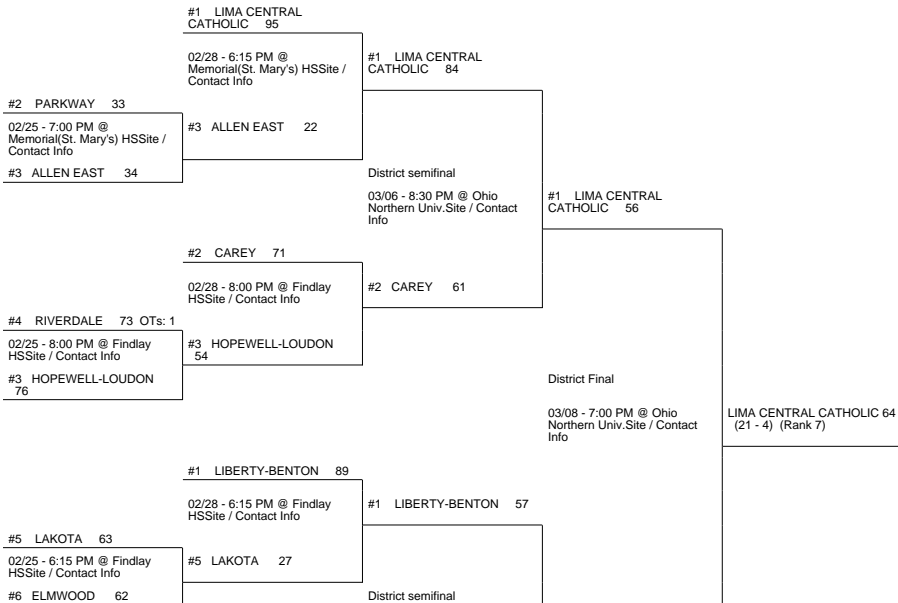 #1 LIMA CENTRAL
CATHOLIC 95
02/28 - 6:15 PM @
Memorial(St. Mary's) HSSite /
Contact Info
#1 LIMA CENTRAL
CATHOLIC 84
#2 PARKWAY 33
02/25 - 7:00 PM @
Memorial(St. Mary's) HSSite /
Contact Info
#3 ALLEN EAST 22
#3 ALLEN EAST 34
District semifinal
03/06 - 8:30 PM @ Ohio
Northern Univ.Site / Contact
Info
#1 LIMA CENTRAL
CATHOLIC 56
#2 CAREY 71
02/28 - 8:00 PM @ Findlay
HSSite / Contact Info
#2 CAREY 61
#4 RIVERDALE 73 OTs: 1
02/25 - 8:00 PM @ Findlay
HSSite / Contact Info
#3 HOPEWELL-LOUDON
54
#3 HOPEWELL-LOUDON
76
District Final
03/08 - 7:00 PM @ Ohio
Northern Univ.Site / Contact
Info
LIMA CENTRAL CATHOLIC 64
(21 - 4) (Rank 7)
#1 LIBERTY-BENTON 89
02/28 - 6:15 PM @ Findlay
HSSite / Contact Info
#1 LIBERTY-BENTON 57
#5 LAKOTA 63
02/25 - 6:15 PM @ Findlay
HSSite / Contact Info
#5 LAKOTA 27
#6 ELMWOOD 62
District semifinal